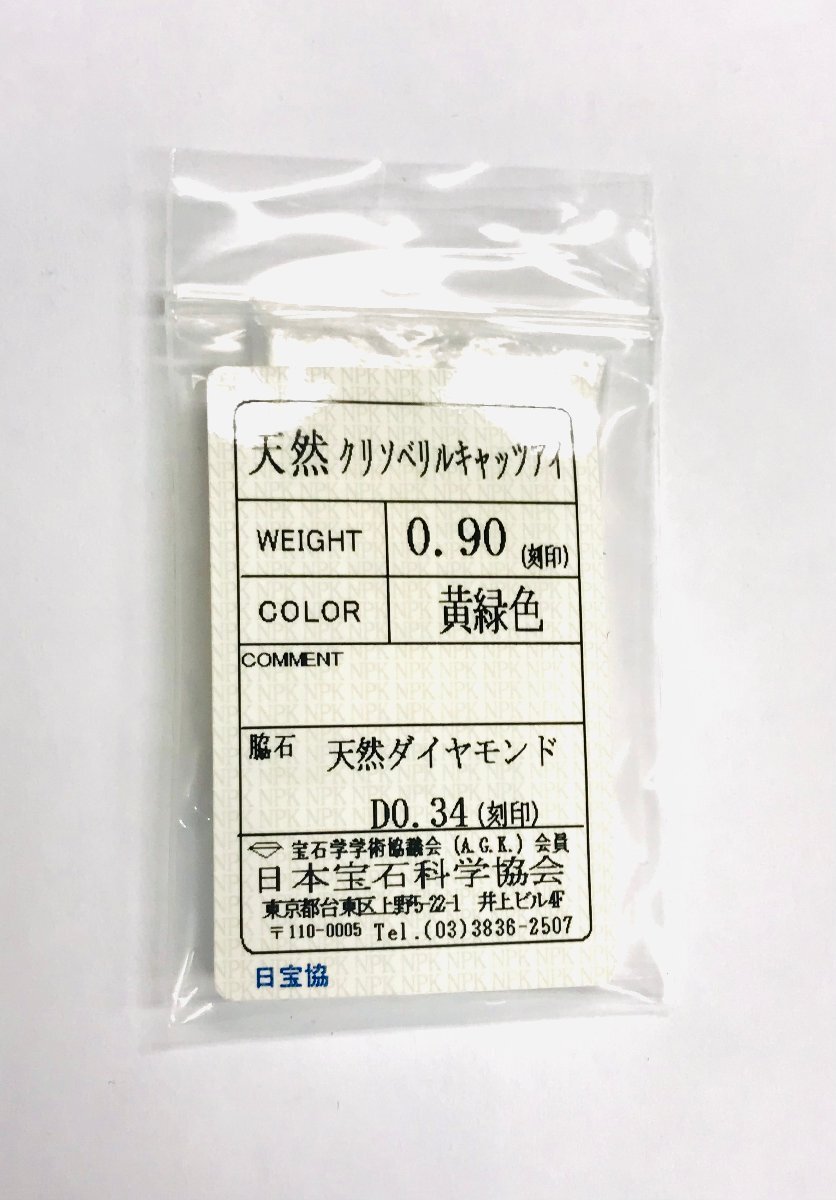 天然 クリソベリルキャッツアイ
WEIGHT 0.90 (刻印)
COLOR 黄緑色
COMMENT
脇石 天然ダイヤモンド
D0.34 (刻印)
宝石学学術協議会 (A.G.K.) 会員
日本宝石科学協会
東京都台東区上野5-22-1 井上ビル4F
〒110-0005 Tel.(03)3836-2507
日宝協